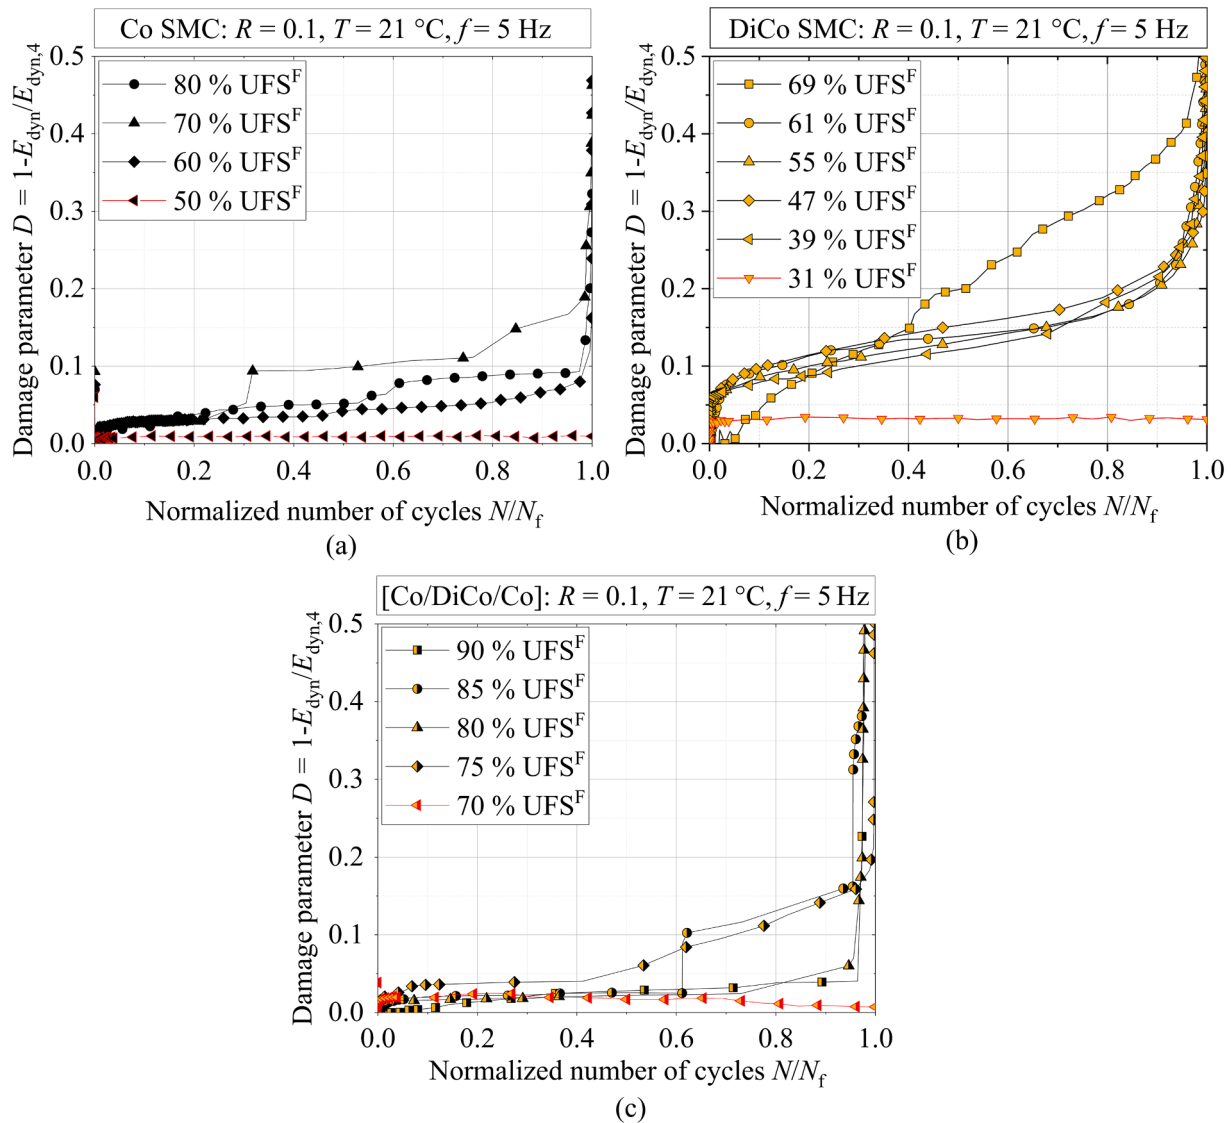 Co SMC: R = 0.1, T = 21 °C, f = 5 Hz
Damage parameter D = 1-E_dyn/E_dyn,4
0.5
0.4
0.3
0.2
0.1
0.0
80 % UFS^F
70 % UFS^F
60 % UFS^F
50 % UFS^F
0.0 0.2 0.4 0.6 0.8 1.0
Normalized number of cycles N/N_f
(a)
DiCo SMC: R = 0.1, T = 21 °C, f = 5 Hz
Damage parameter D = 1-E_dyn/E_dyn,4
0.5
0.4
0.3
0.2
0.1
0.0
69 % UFS^F
61 % UFS^F
55 % UFS^F
47 % UFS^F
39 % UFS^F
31 % UFS^F
0.0 0.2 0.4 0.6 0.8 1.0
Normalized number of cycles N/N_f
(b)
[Co/DiCo/Co]: R = 0.1, T = 21 °C, f = 5 Hz
Damage parameter D = 1-E_dyn/E_dyn,4
0.5
0.4
0.3
0.2
0.1
0.0
90 % UFS^F
85 % UFS^F
80 % UFS^F
75 % UFS^F
70 % UFS^F
0.0 0.2 0.4 0.6 0.8 1.0
Normalized number of cycles N/N_f
(c)